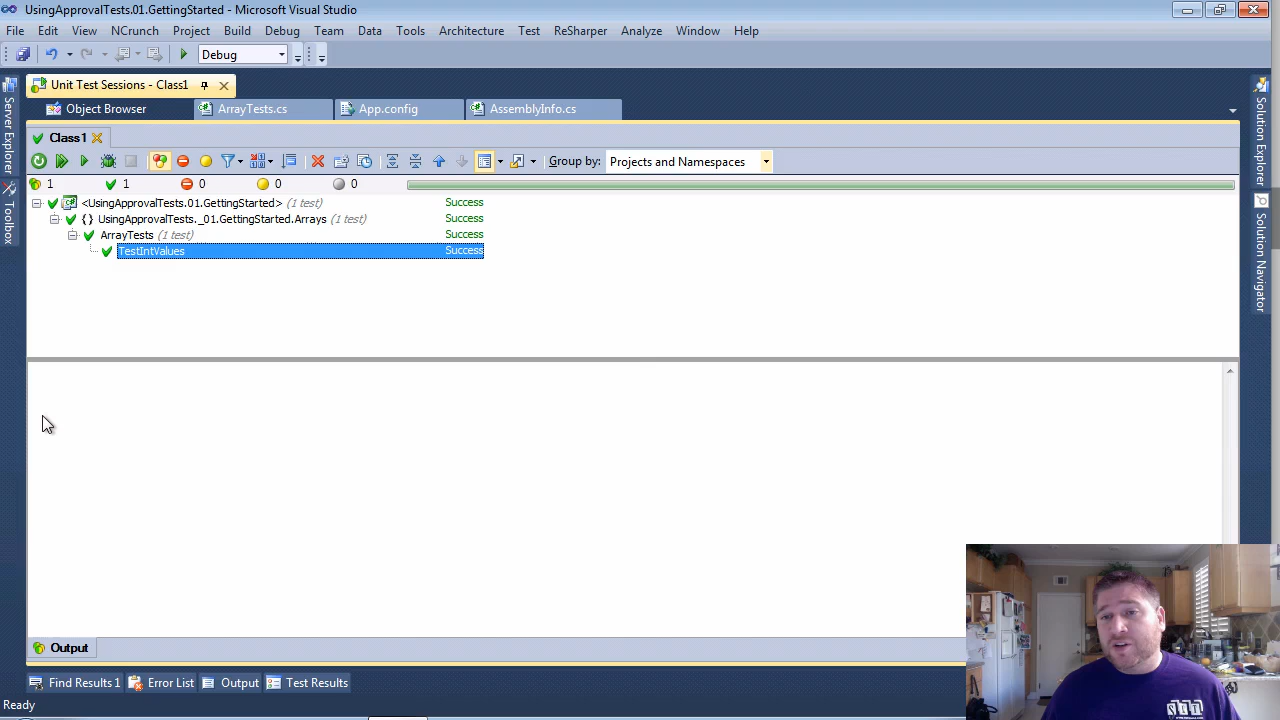 UsingApprovalTests.01.GettingStarted - Microsoft Visual Studio
File Edit View NCrunch Project Build Debug Team Data Tools Architecture Test ReSharper Analyze Window Help
Debug
Unit Test Sessions - Class1
Object Browser ArrayTests.cs App.config AssemblyInfo.cs
Class1
Group by: Projects and Namespaces
1 1 0 0 0
<UsingApprovalTests.01.GettingStarted> (1 test) Success
UsingApprovalTests._01.GettingStarted.Arrays (1 test) Success
ArrayTests (1 test) Success
TestIntValues Success
Server Explorer
Toolbox
Solution Explorer
Solution Navigator
Output
Find Results 1 Error List Output Test Results
Ready